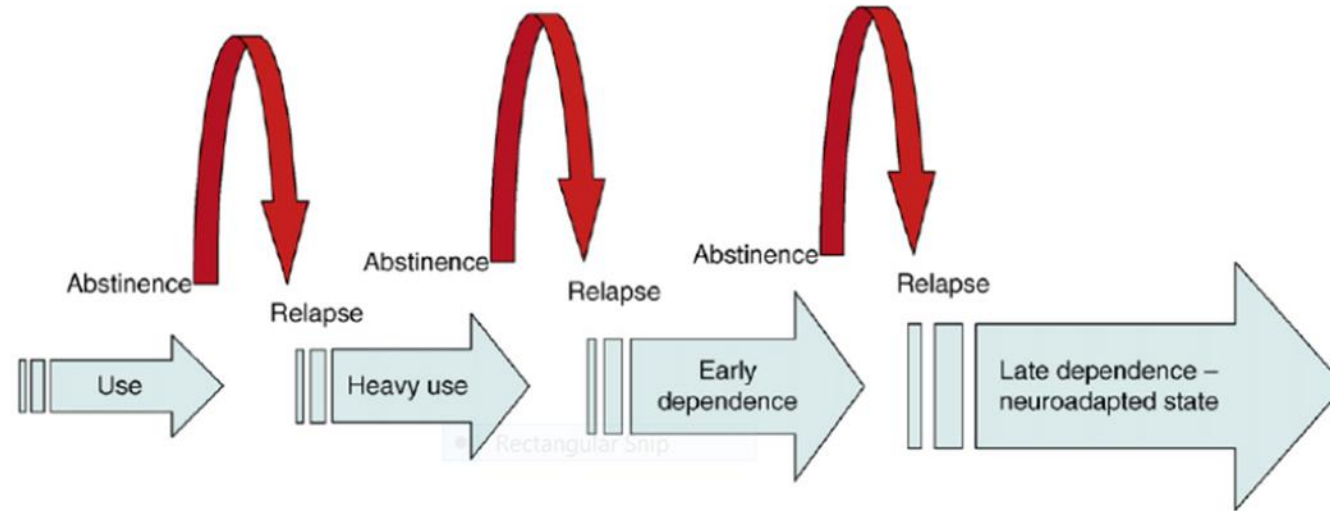 Abstinence
Relapse
Abstinence
Relapse
Abstinence
Relapse
Use
Heavy use
Early
dependence
Late dependence –
neuroadapted state
Rectangular Snip